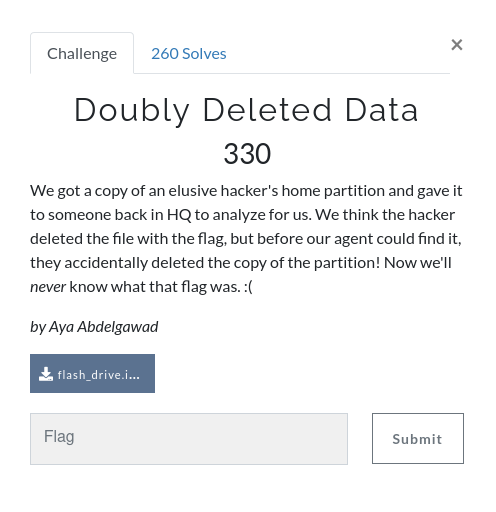 Challenge
260 Solves
×
Doubly Deleted Data
330
We got a copy of an elusive hacker's home partition and gave it
to someone back in HQ to analyze for us. We think the hacker
deleted the file with the flag, but before our agent could find it,
they accidentally deleted the copy of the partition! Now we'll
never know what that flag was. :(
by Aya Abdelgawad
flash_drive.i...
Flag
Submit